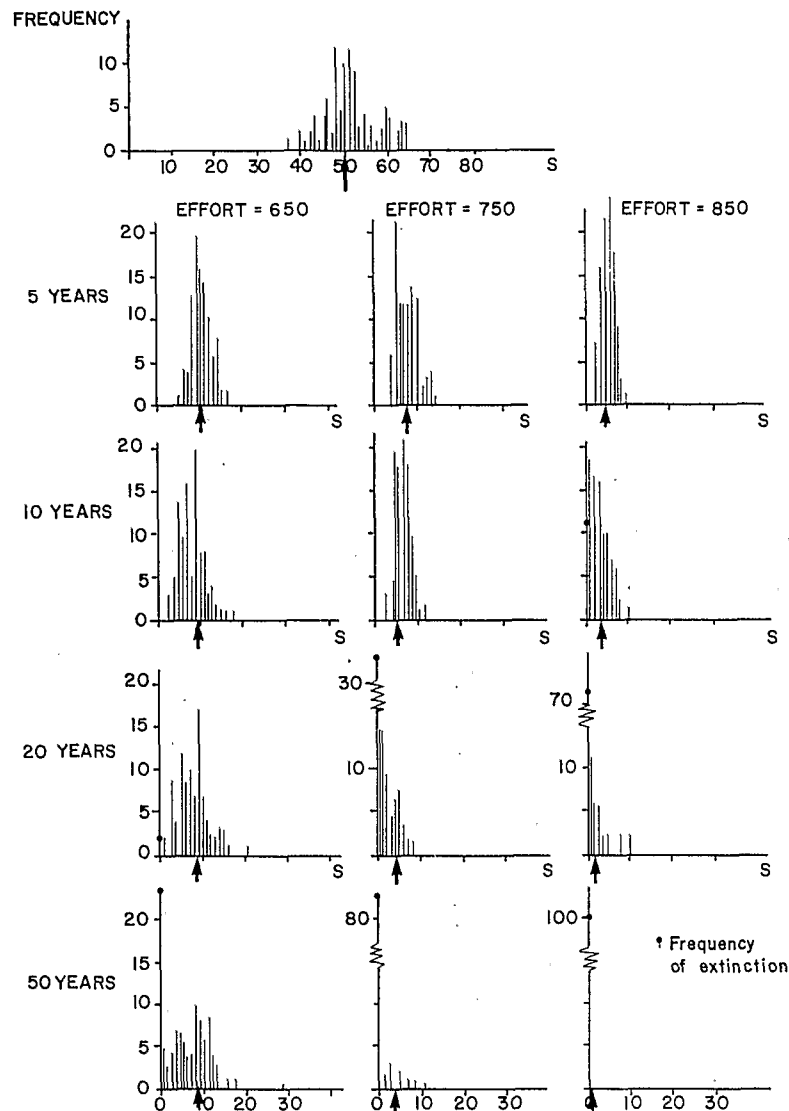 FREQUENCY
10
5
0
10 20 30 40 50 60 70 80 S
EFFORT = 650 EFFORT = 750 EFFORT = 850
5 YEARS
20
15
10
5
0
S S S
10 YEARS
20
15
10
5
0
S S S
20 YEARS
20
15
10
5
0
30
10
70
10
S S S
50 YEARS
20
15
10
5
0
80
100
Frequency
of extinction
0 10 20 30 0 10 20 30 0 10 20 30